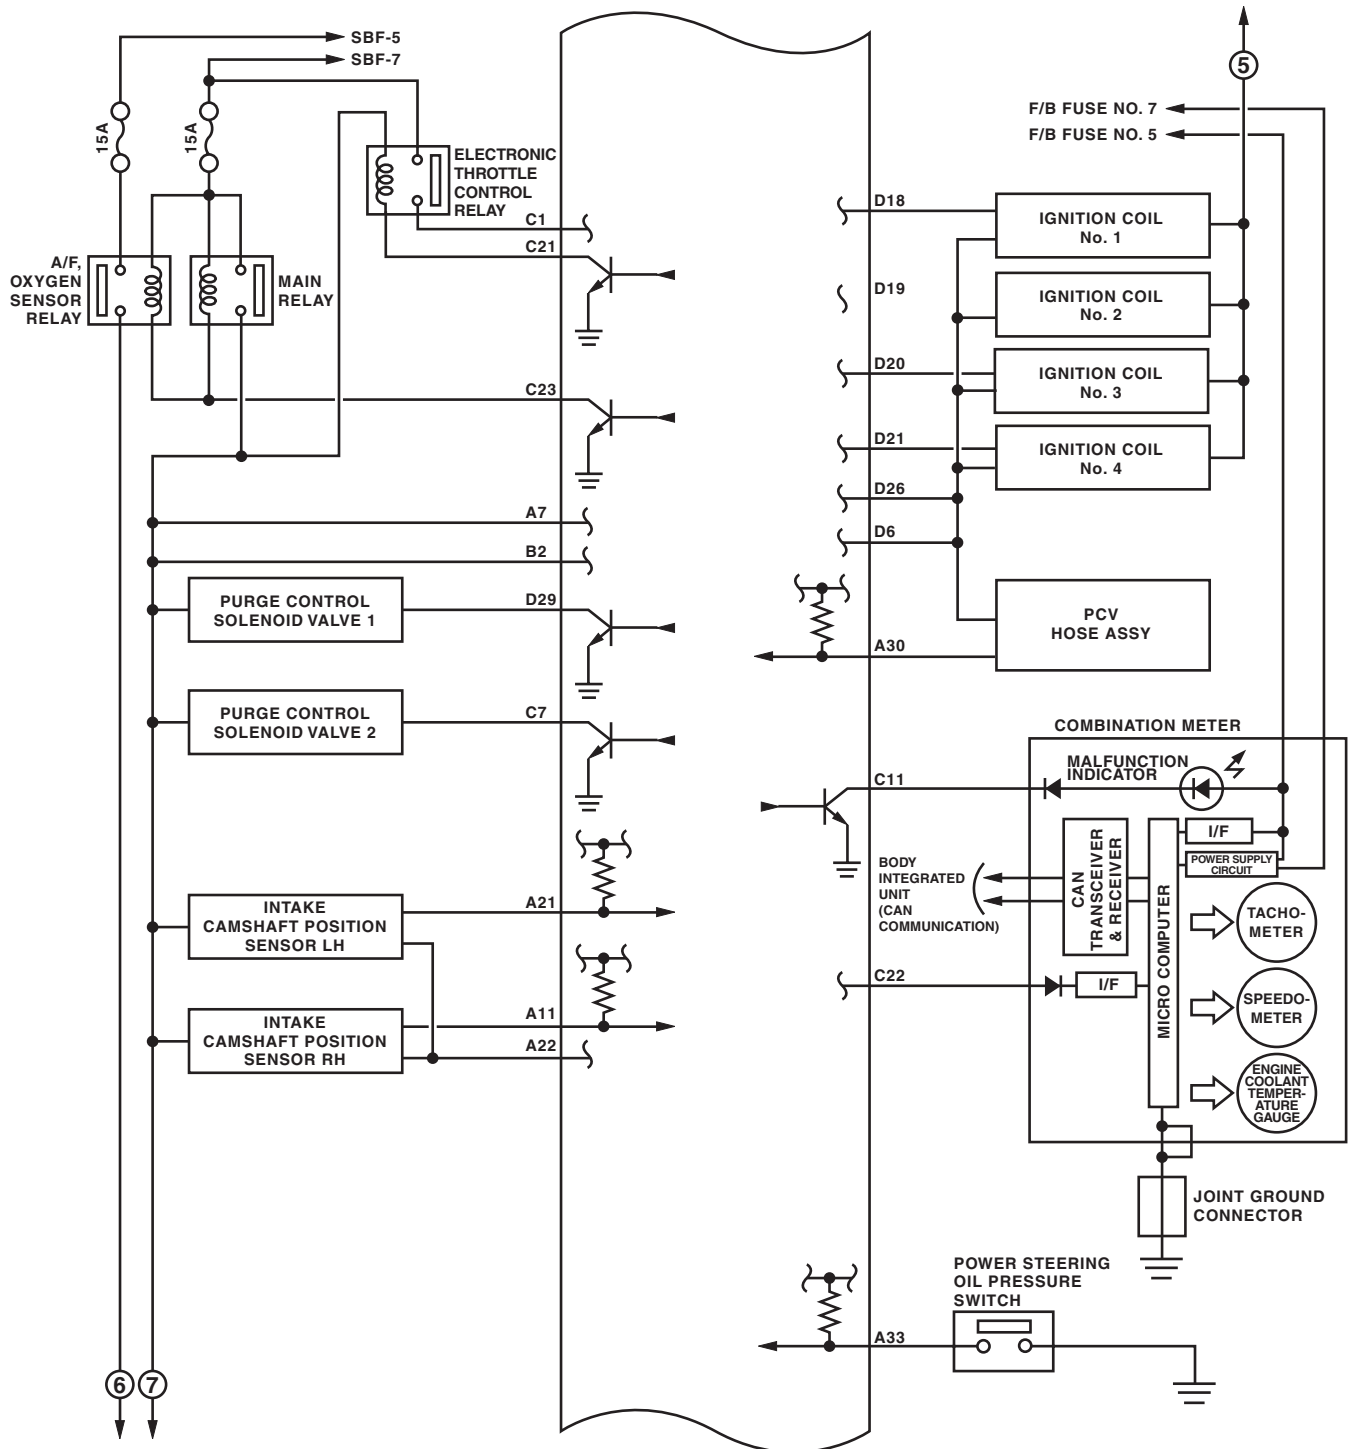 SBF-5
SBF-7
15A
15A
ELECTRONIC
THROTTLE
CONTROL
RELAY
C1
C21
A/F,
OXYGEN
SENSOR
RELAY
MAIN
RELAY
C23
A7
B2
PURGE CONTROL
SOLENOID VALVE 1
D29
PURGE CONTROL
SOLENOID VALVE 2
C7
INTAKE
CAMSHAFT POSITION
SENSOR LH
A21
INTAKE
CAMSHAFT POSITION
SENSOR RH
A11
A22
6
7
5
F/B FUSE NO. 7
F/B FUSE NO. 5
D18
IGNITION COIL
No. 1
D19
IGNITION COIL
No. 2
D20
IGNITION COIL
No. 3
D21
IGNITION COIL
No. 4
D26
D6
PCV
HOSE ASSY
A30
COMBINATION METER
MALFUNCTION
INDICATOR
C11
I/F
POWER SUPPLY
CIRCUIT
BODY
INTEGRATED
UNIT
(CAN
COMMUNICATION)
CAN
TRANSCEIVER
& RECEIVER
MICRO COMPUTER
TACHO-
METER
C22
I/F
SPEEDO-
METER
ENGINE
COOLANT
TEMPER-
ATURE
GAUGE
JOINT GROUND
CONNECTOR
POWER STEERING
OIL PRESSURE
SWITCH
A33